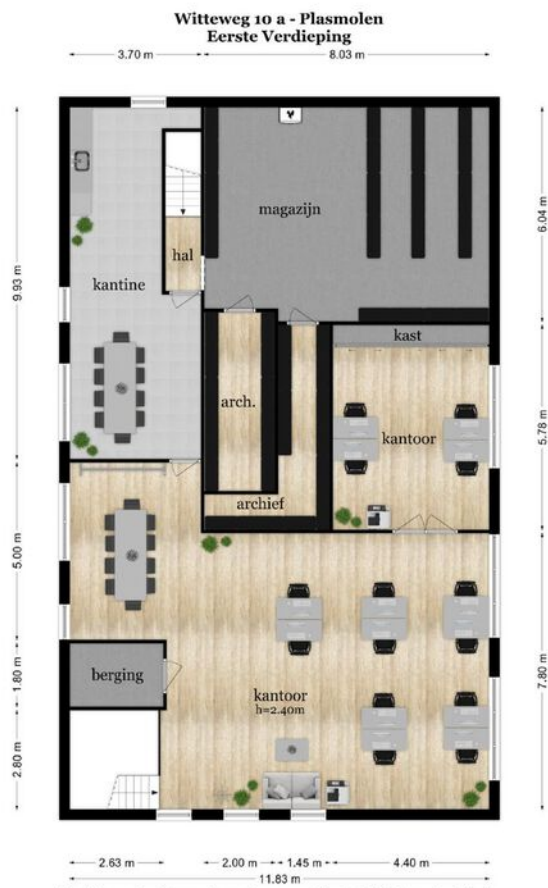 Witteweg 10 a - Plasmolen
Eerste Verdieping
3.70 m
8.03 m
6.04 m
magazijn
hal
9.93 m
kantine
kast
arch.
kantoor
5.78 m
archief
5.00 m
berging
1.80 m
kantoor
h=2.40m
7.80 m
2.80 m
2.63 m
2.00 m
1.45 m
4.40 m
11.83 m